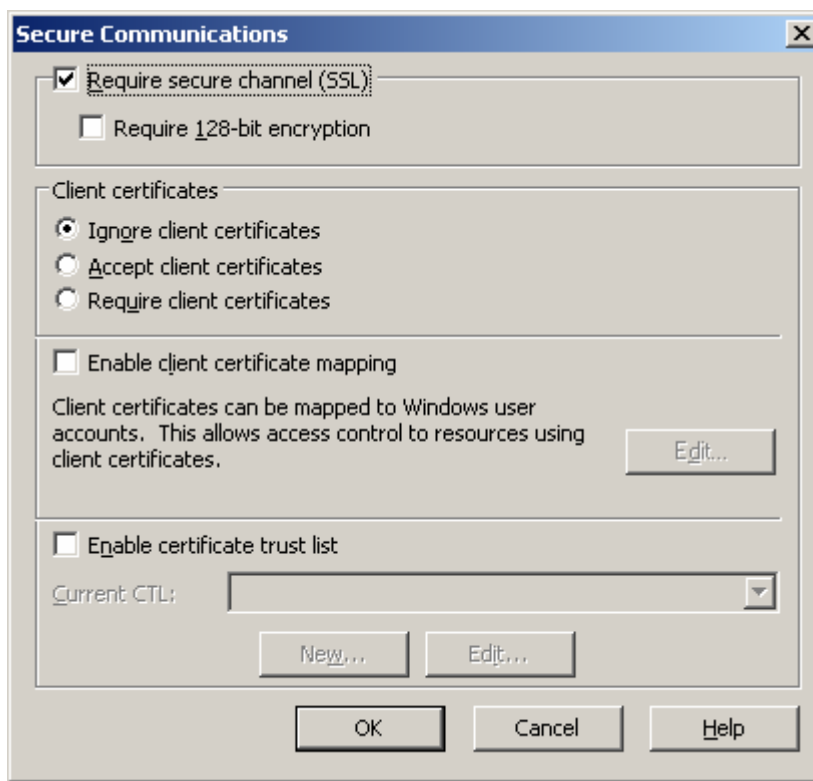 Secure Communications
Require secure channel (SSL)
Require 128-bit encryption
Client certificates
Ignore client certificates
Accept client certificates
Require client certificates
Enable client certificate mapping
Client certificates can be mapped to Windows user
accounts. This allows access control to resources using
client certificates.
Edit...
Enable certificate trust list
Current CTL:
New... Edit...
OK Cancel Help